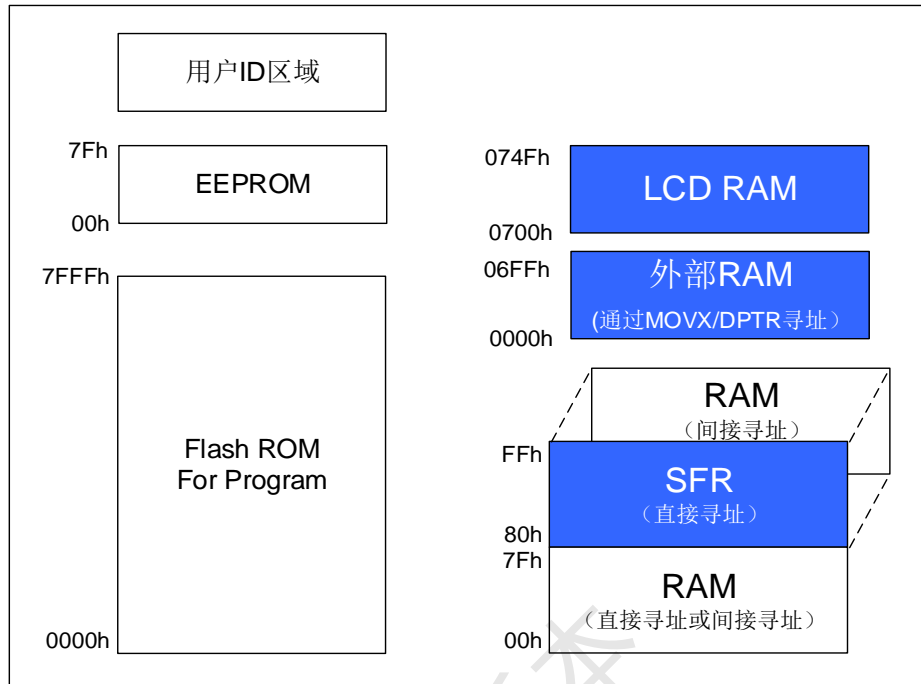 用户ID区域
7Fh
EEPROM
00h
7FFFh
Flash ROM
For Program
0000h
074Fh
LCD RAM
0700h
06FFh
外部RAM
(通过MOVX/DPTR寻址）
0000h
RAM
（间接寻址）
FFh
SFR
（直接寻址）
80h
7Fh
RAM
（直接寻址或间接寻址）
00h
本